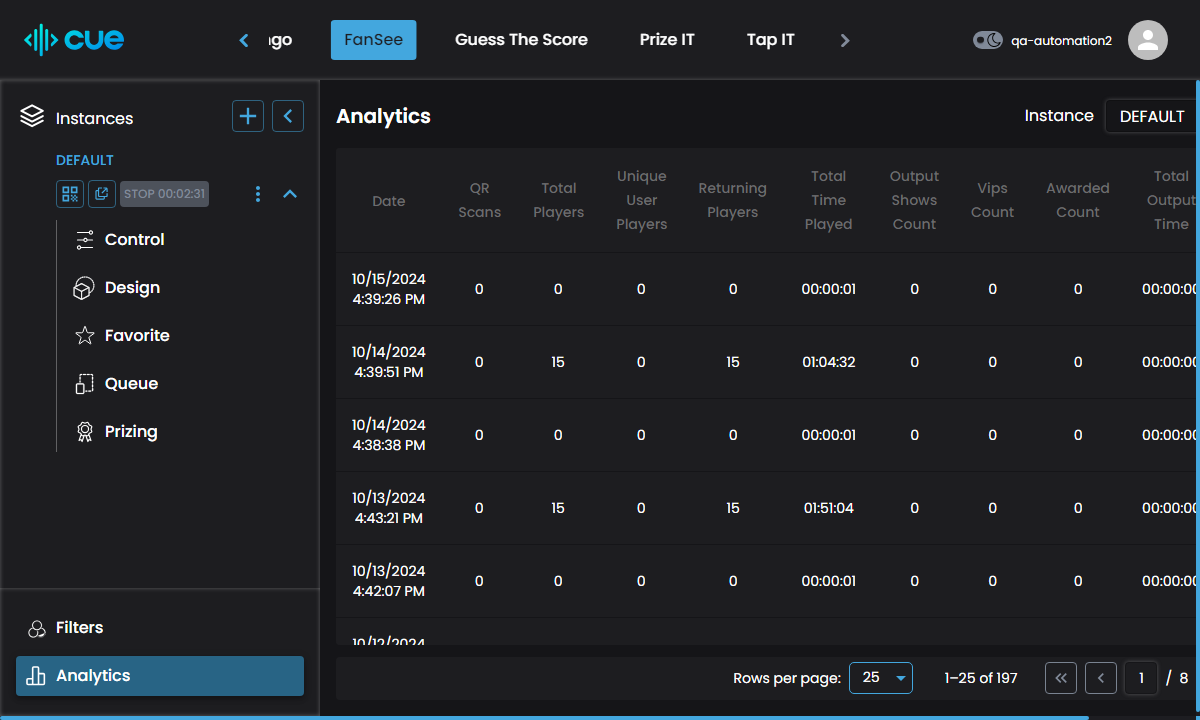 cue
FanSee
Guess The Score
Prize IT
Tap IT
qa-automation2
Instances
DEFAULT
STOP 00:02:31
Control
Design
Favorite
Queue
Prizing
Filters
Analytics
Analytics
Instance
DEFAULT
Date
QR
Scans
Total
Players
Unique
User
Players
Returning
Players
Total
Time
Played
Output
Shows
Count
Vips
Count
Awarded
Count
Total
Output
Time
10/15/2024
4:39:26 PM
0 0 0 0 00:00:01 0 0 0 00:00:00
10/14/2024
4:39:51 PM
0 15 0 15 01:04:32 0 0 0 00:00:00
10/14/2024
4:38:38 PM
0 0 0 0 00:00:01 0 0 0 00:00:00
10/13/2024
4:43:21 PM
0 15 0 15 01:51:04 0 0 0 00:00:00
10/13/2024
4:42:07 PM
0 0 0 0 00:00:01 0 0 0 00:00:00
10/12/2024
Rows per page: 25 1–25 of 197 1 / 8